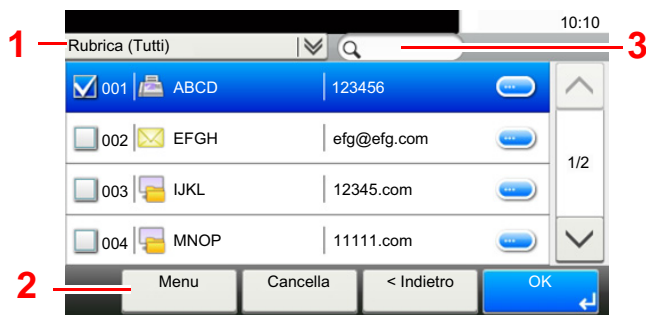 10:10
1
Rubrica (Tutti)
3
001 ABCD 123456
002 EFGH efg@efg.com
1/2
003 IJKL 12345.com
004 MNOP 11111.com
2
Menu Cancella < Indietro OK